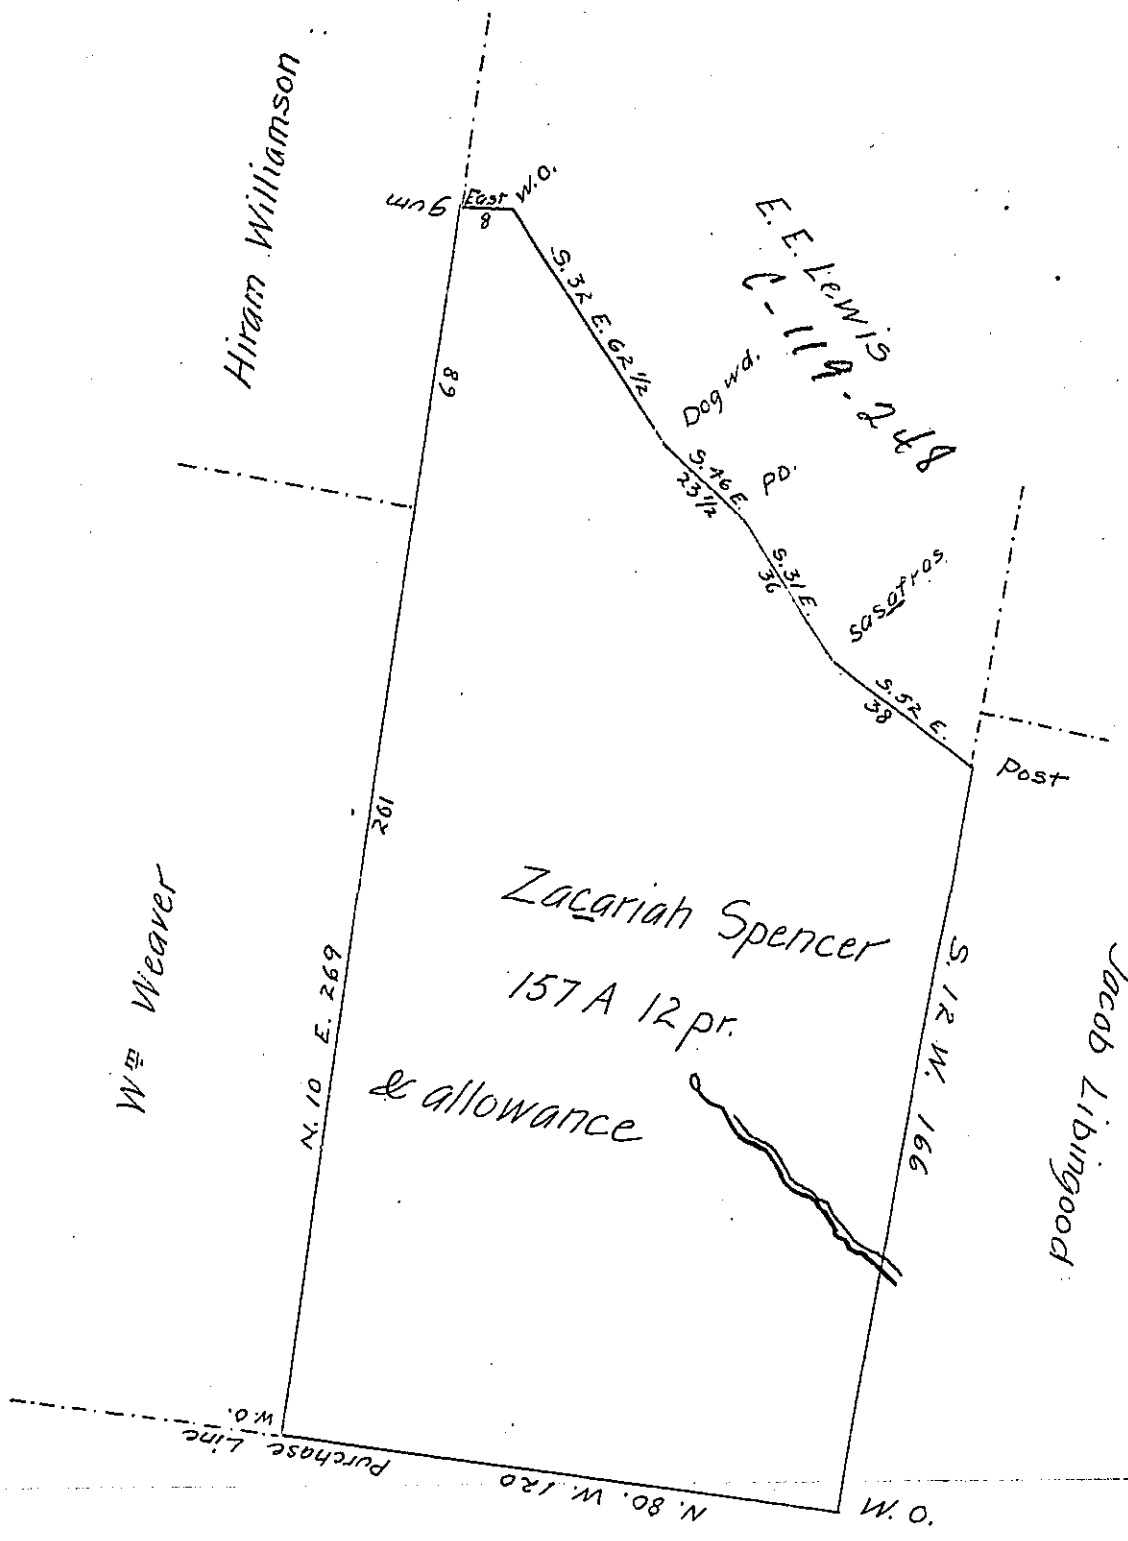 Hiram Williamson
gum
East
8
W.O.
S. 32 E. 62 1/2
E. E. Lewis
C-119-248
Dogwd.
S. 46 E.
23 1/2
PO.
S. 31 E.
36
Sasafras
S. 52 E.
38
Post
89
261
N. 10 E. 269
Wm Weaver
Zacariah Spencer
157 A 12 pr.
& allowance
S. 12 W. 166
Jacob Libingood
W.O.
Purchase Line
N. 80. W. 120
W.O.